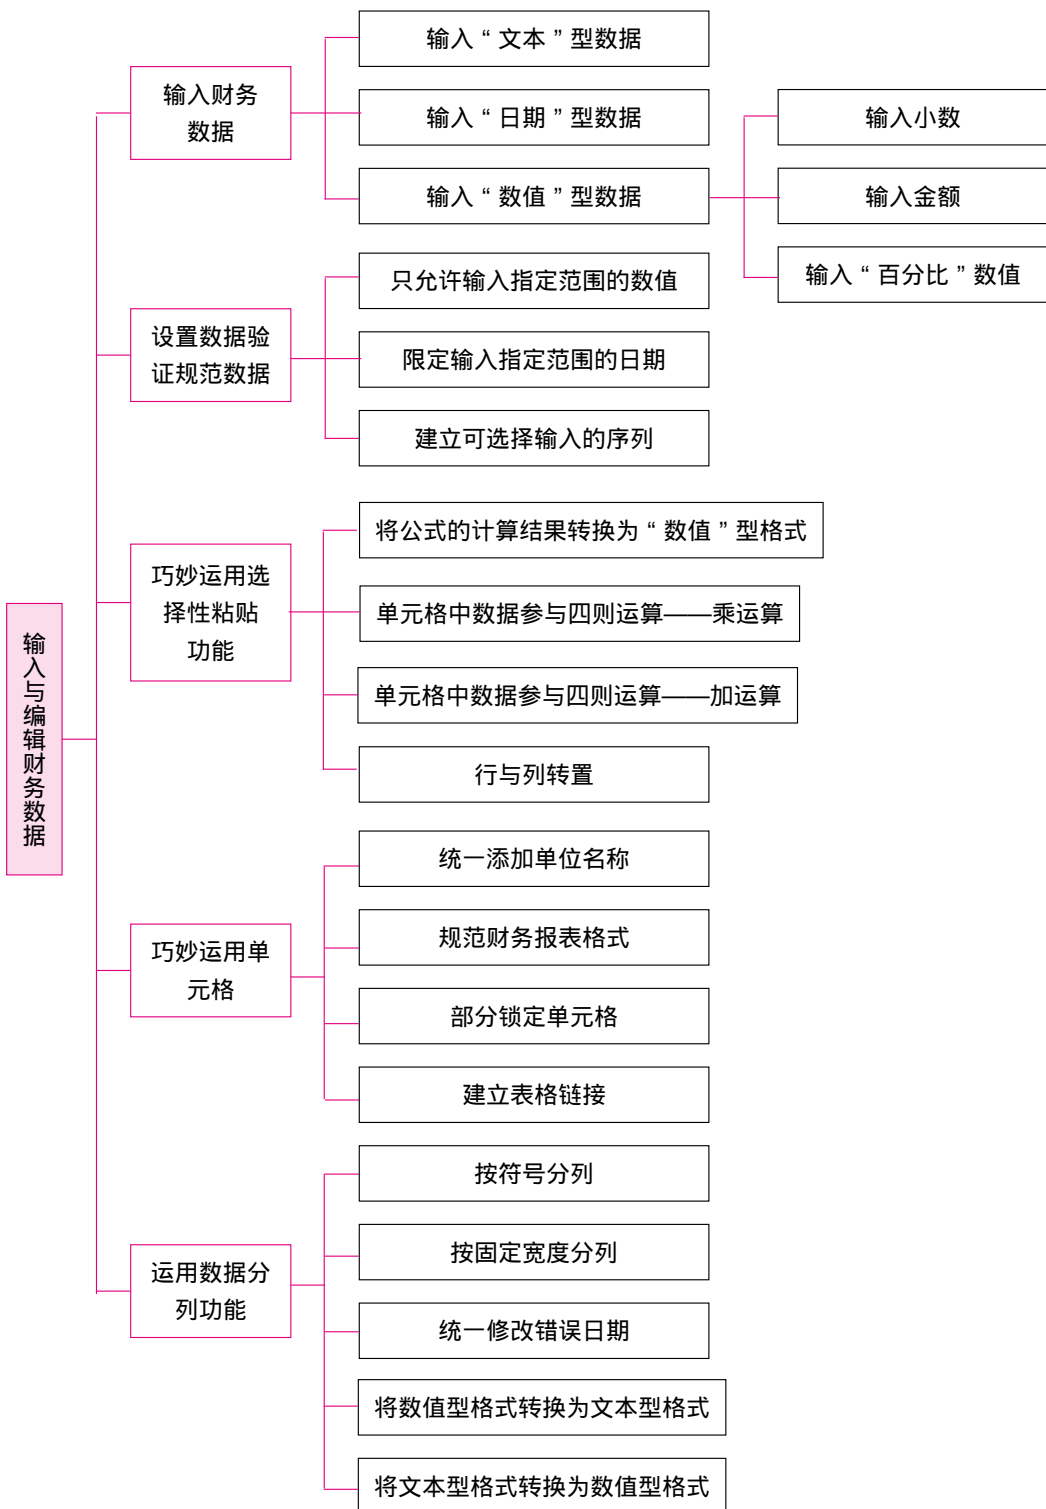 输入与编辑财务数据
输入财务
数据
输入“文本”型数据
输入“日期”型数据
输入“数值”型数据
输入小数
输入金额
输入“百分比”数值
设置数据验
证规范数据
只允许输入指定范围的数值
限定输入指定范围的日期
建立可选择输入的序列
巧妙运用选
择性粘贴
功能
将公式的计算结果转换为“数值”型格式
单元格中数据参与四则运算——乘运算
单元格中数据参与四则运算——加运算
行与列转置
巧妙运用单
元格
统一添加单位名称
规范财务报表格式
部分锁定单元格
建立表格链接
运用数据分
列功能
按符号分列
按固定宽度分列
统一修改错误日期
将数值型格式转换为文本型格式
将文本型格式转换为数值型格式